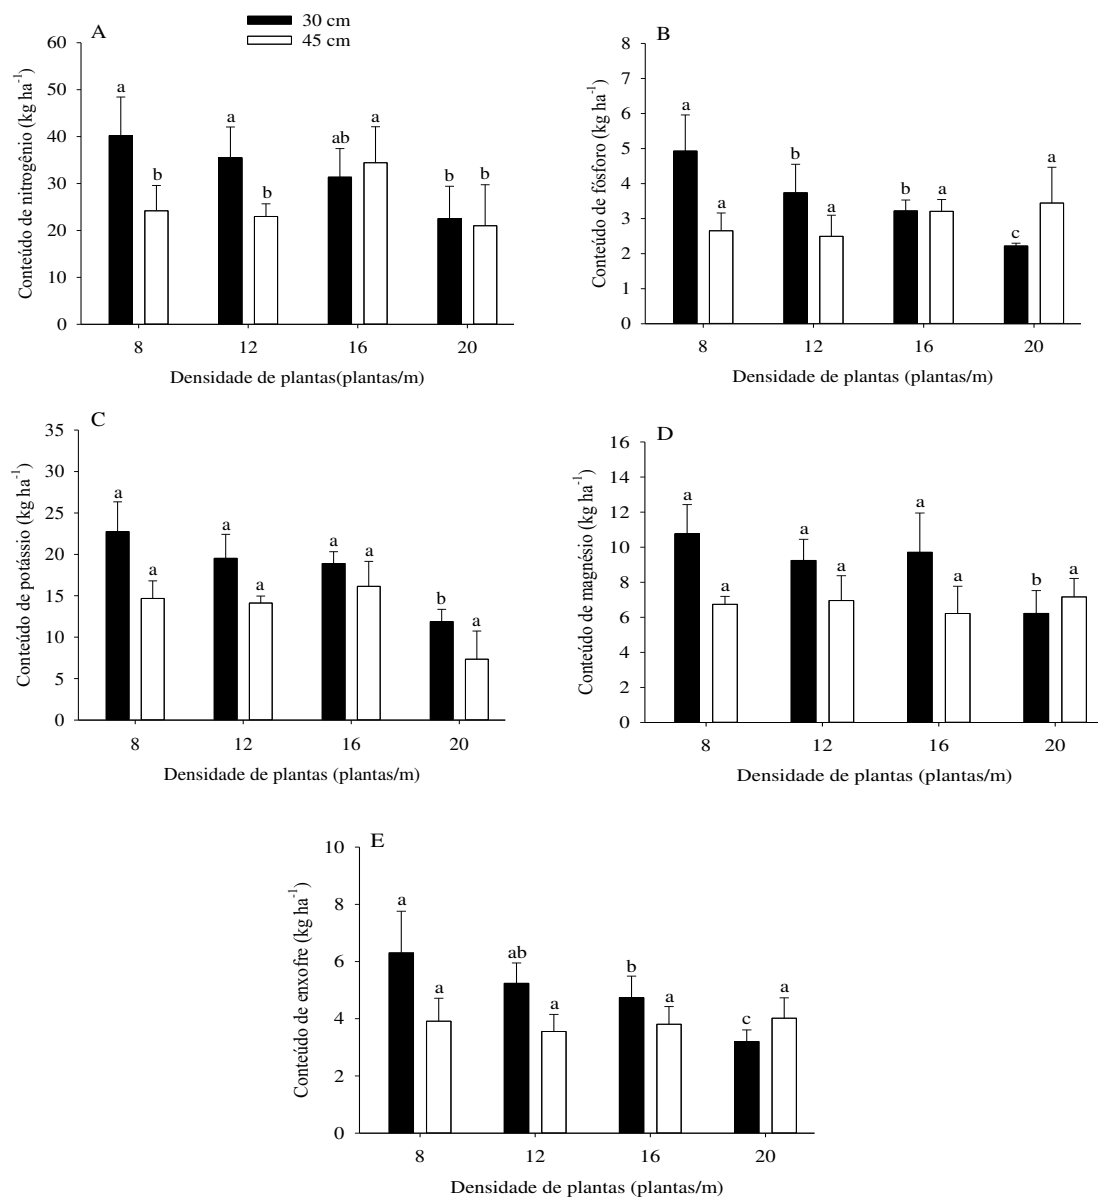 A
30 cm
45 cm
Conteúdo de nitrogênio (kg ha-1)
60
50
40
30
20
10
0
a
b
a
b
ab
a
b
b
8 12 16 20
Densidade de plantas(plantas/m)
B
Conteúdo de fósforo (kg ha-1)
8
7
6
5
4
3
2
1
0
a
a
b
a
b
a
c
a
8 12 16 20
Densidade de plantas (plantas/m)
C
Conteúdo de potássio (kg ha-1)
35
30
25
20
15
10
5
0
a
a
a
a
a
a
b
a
8 12 16 20
Densidade de plantas (plantas/m)
D
Conteúdo de magnésio (kg ha-1)
16
14
12
10
8
6
4
2
0
a
a
a
a
a
a
b
a
8 12 16 20
Densidade de plantas (plantas/m)
E
Conteúdo de enxofre (kg ha-1)
10
8
6
4
2
0
a
a
ab
a
b
a
c
a
8 12 16 20
Densidade de plantas (plantas/m)